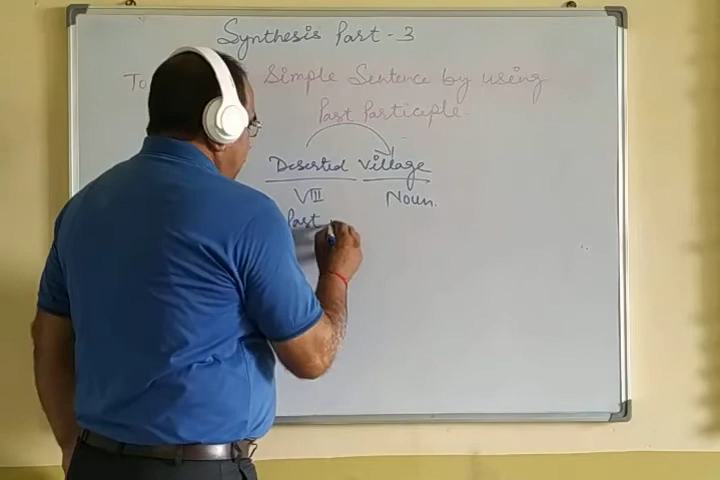 Synthesis Part - 3
To Simple Sentence by using
Past Participle
Deserted Village
VIII Noun.
Past